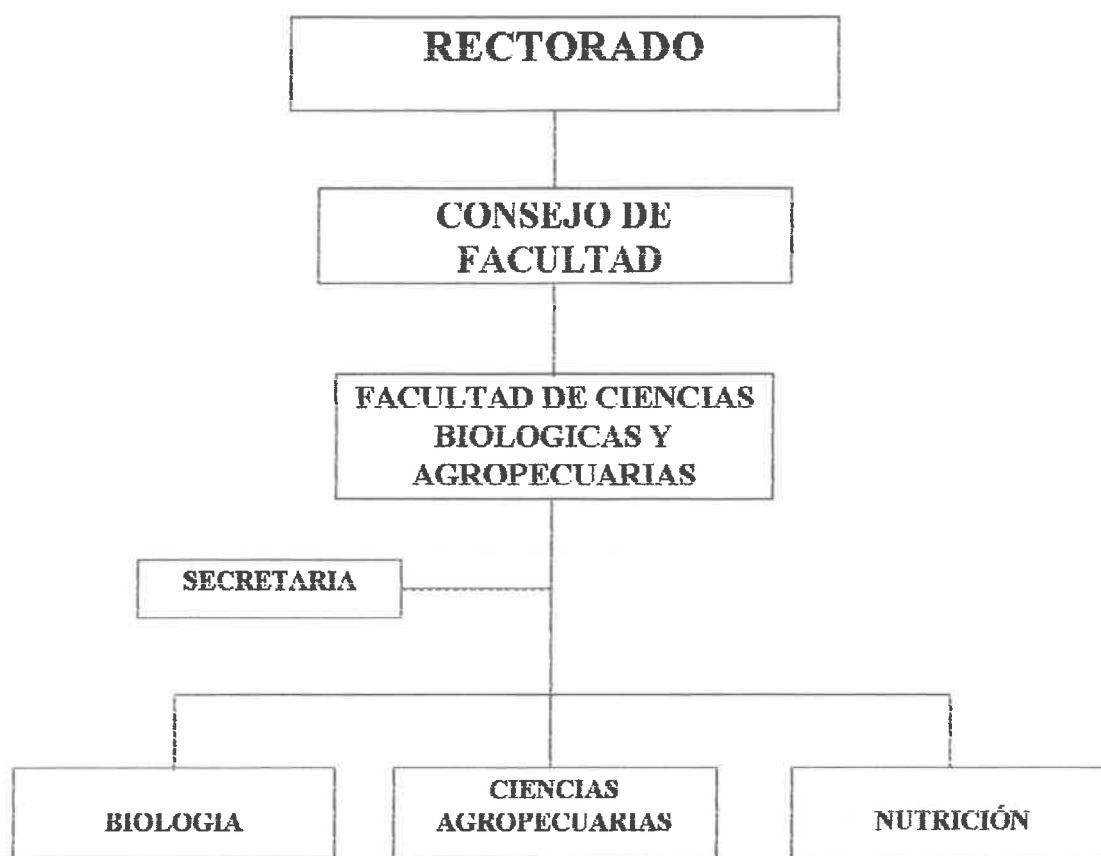 RECTORADO
CONSEJO DE
FACULTAD
FACULTAD DE CIENCIAS
BIOLOGICAS Y
AGROPECUARIAS
SECRETARIA
BIOLOGIA
CIENCIAS
AGROPECUARIAS
NUTRICIÓN